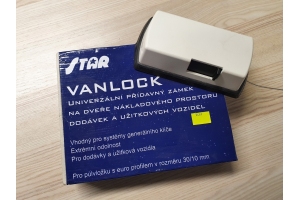 STAR
VANLOCK
UNIVERZÁLNÍ PŘÍDAVNÝ ZÁMEK
NA DVEŘE NÁKLADOVÉHO PROSTORU
DODÁVEK A UŽITKOVÝCH VOZIDEL
Vhodný pro systémy generálního klíče
Extrémní odolnost
Pro dodávky a užitková vozidla
Pro půlvložku s euro profilem v rozměru 30/10 mm